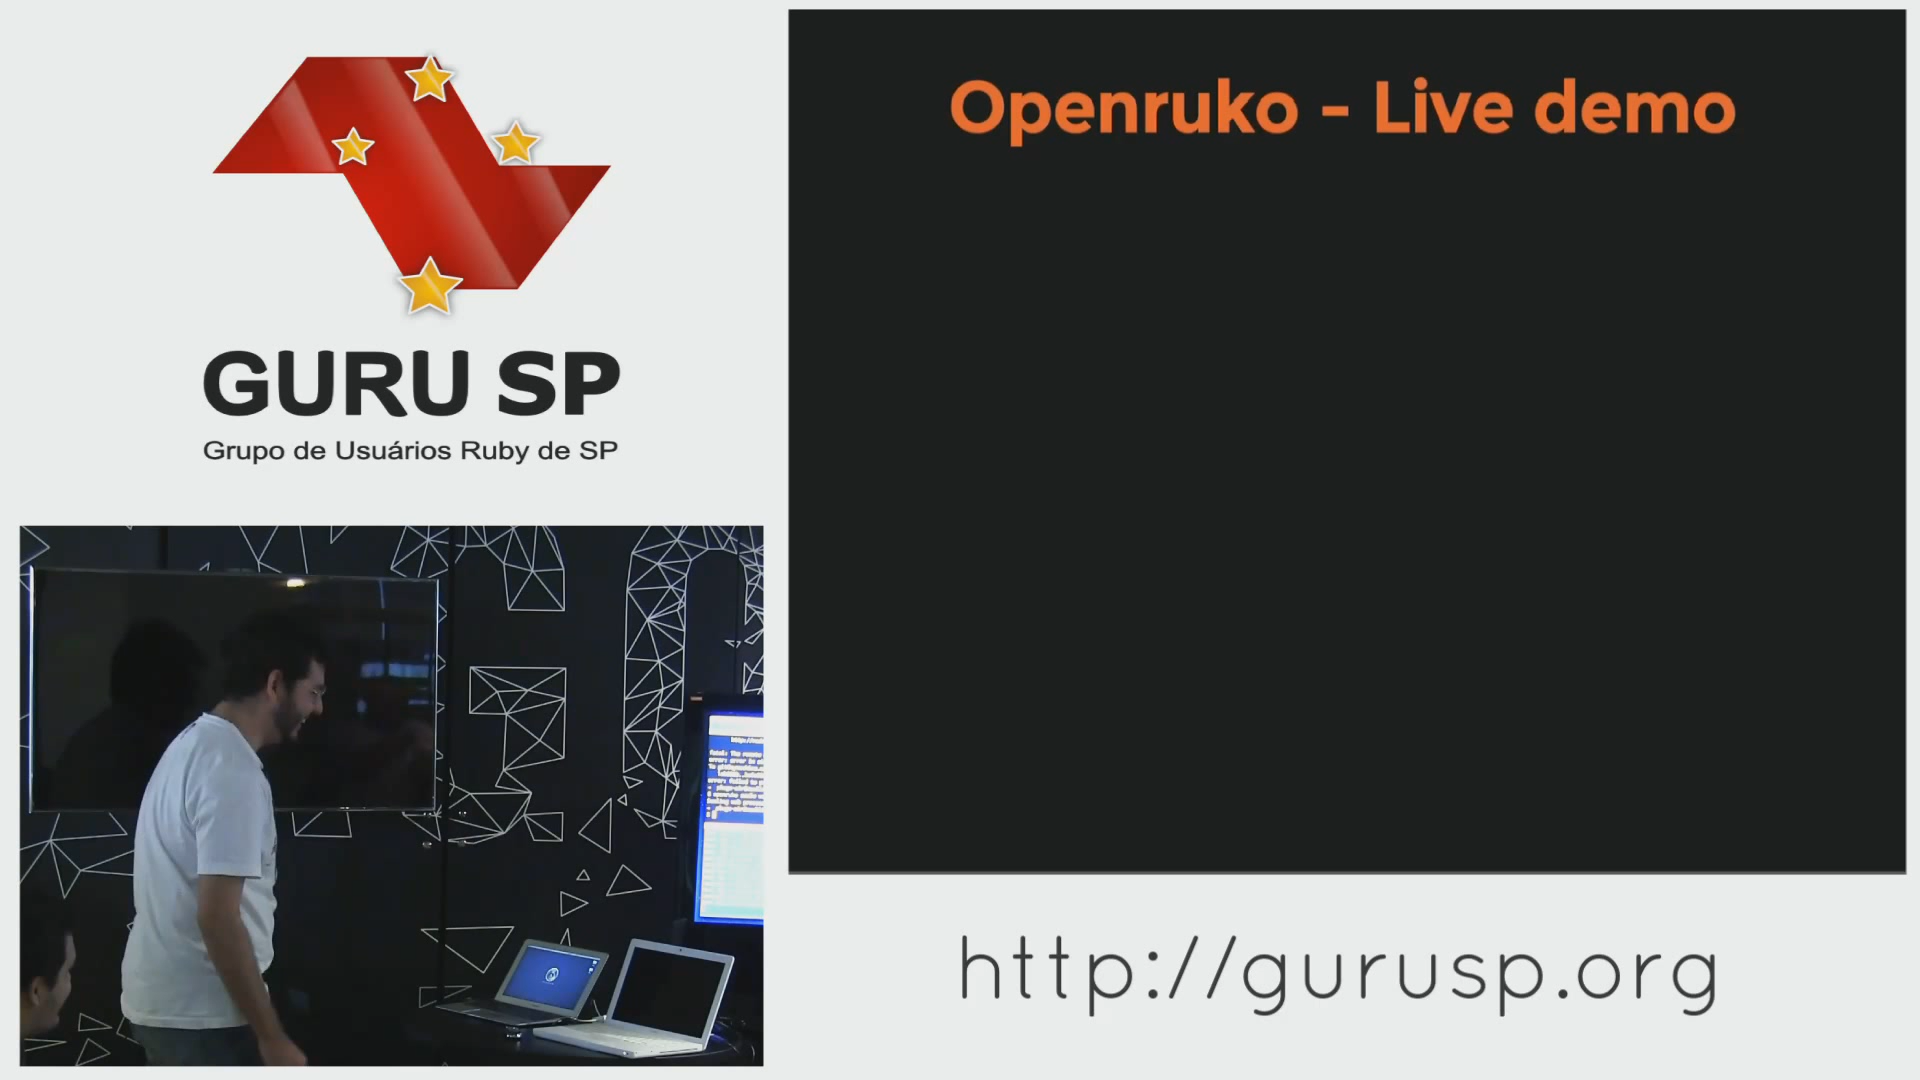 GURU SP
Grupo de Usuários Ruby de SP
Openruko - Live demo
http://gurusp.org